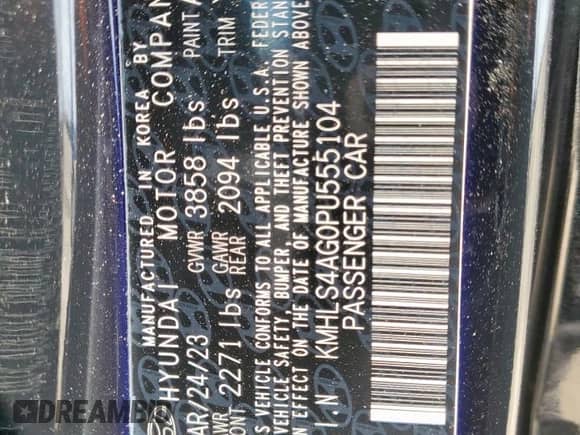 MANUFACTURED IN KOREA BY
HYUNDAI MOTOR COMPAN
AR/24/23 GVWR 3858 lbs PAINT
WR GAWR TRIM
ONT 2271 lbs REAR 2094 lbs
S VEHICLE CONFORMS TO ALL APPLICABLE U.S.A. FEDER
VEHICLE SAFETY, BUMPER, AND THEFT PREVENTION STAN
N EFFECT ON THE DATE OF MANUFACTURE SHOWN ABOVE
I N KMHLS4AG0PU555104
PASSENGER CAR
DREAMBID